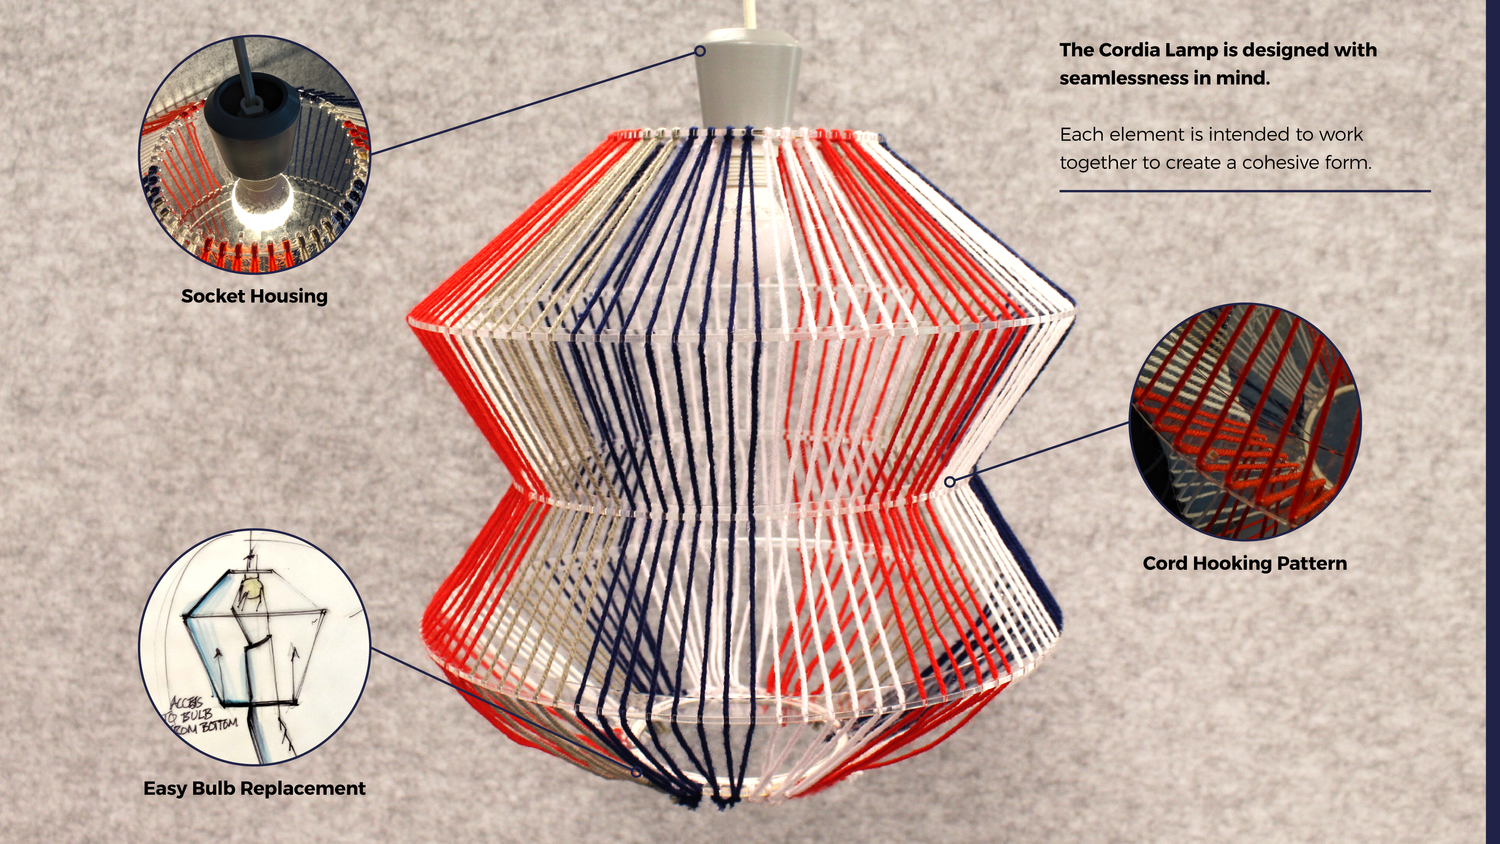 The Cordia Lamp is designed with
seamlessness in mind.
Each element is intended to work
together to create a cohesive form.
Socket Housing
Cord Hooking Pattern
ACCESS
TO BULB
FROM BOTTOM
Easy Bulb Replacement